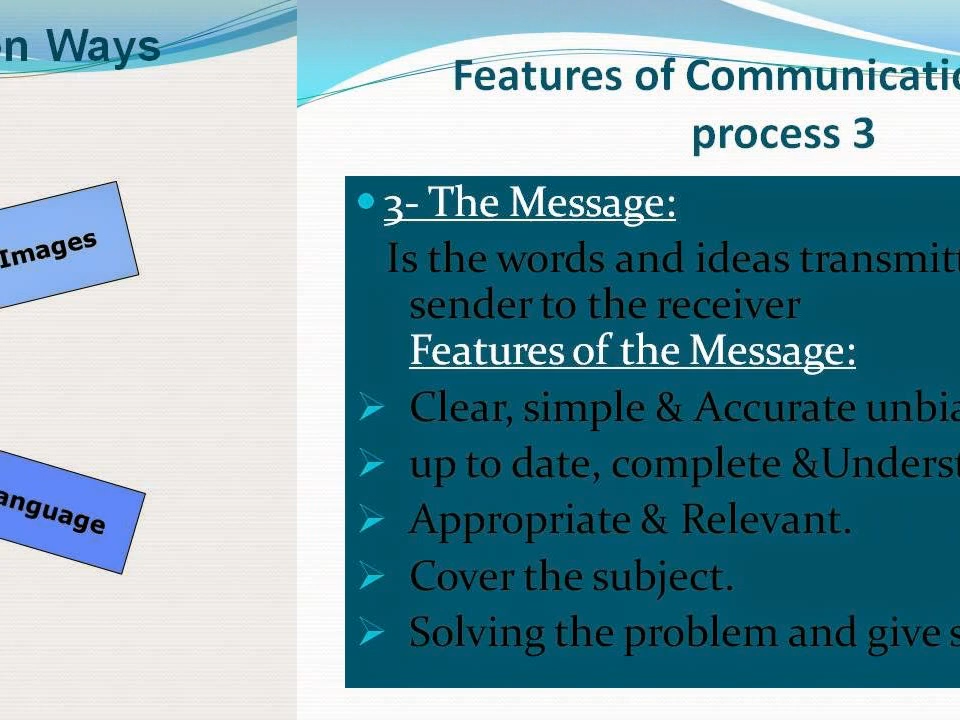 en Ways
Images
anguage
Features of Communicatio
process 3
3- The Message:
Is the words and ideas transmitt
sender to the receiver
Features of the Message:
Clear, simple & Accurate unbia
up to date, complete &Underst
Appropriate & Relevant.
Cover the subject.
Solving the problem and give s